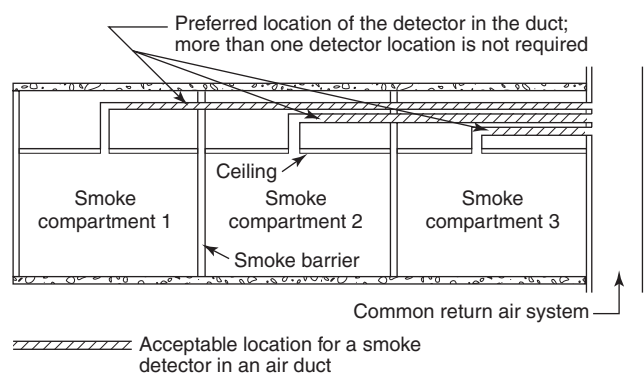 Preferred location of the detector in the duct;
more than one detector location is not required
Ceiling
Smoke
compartment 1
Smoke
compartment 2
Smoke
compartment 3
Smoke barrier
Common return air system
Acceptable location for a smoke
detector in an air duct